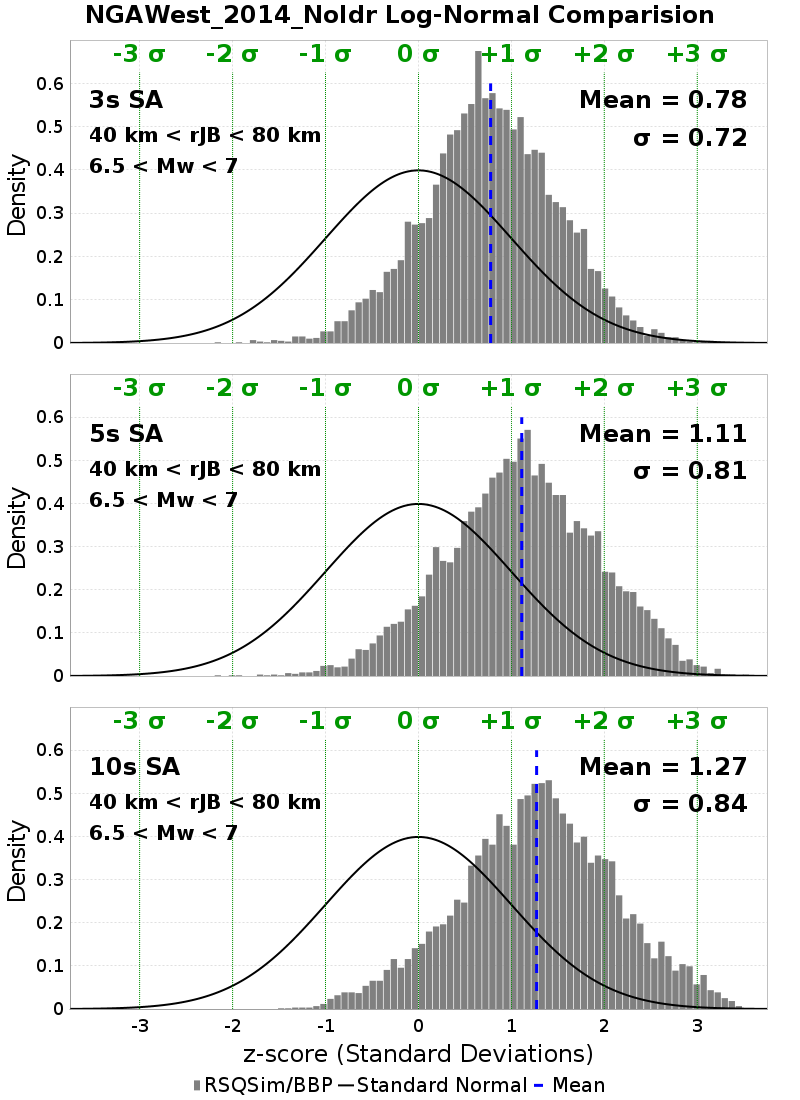 NGAWest_2014_NoIdr Log-Normal Comparision
-3 σ -2 σ -1 σ 0 σ +1 σ +2 σ +3 σ
3s SA
Mean = 0.78
40 km < rJB < 80 km
σ = 0.72
6.5 < Mw < 7
Density
0.6
0.5
0.4
0.3
0.2
0.1
0
-3 σ -2 σ -1 σ 0 σ +1 σ +2 σ +3 σ
5s SA
Mean = 1.11
40 km < rJB < 80 km
σ = 0.81
6.5 < Mw < 7
Density
0.6
0.5
0.4
0.3
0.2
0.1
0
-3 σ -2 σ -1 σ 0 σ +1 σ +2 σ +3 σ
10s SA
Mean = 1.27
40 km < rJB < 80 km
σ = 0.84
6.5 < Mw < 7
Density
0.6
0.5
0.4
0.3
0.2
0.1
0
-3 -2 -1 0 1 2 3
z-score (Standard Deviations)
RSQSim/BBP Standard Normal Mean